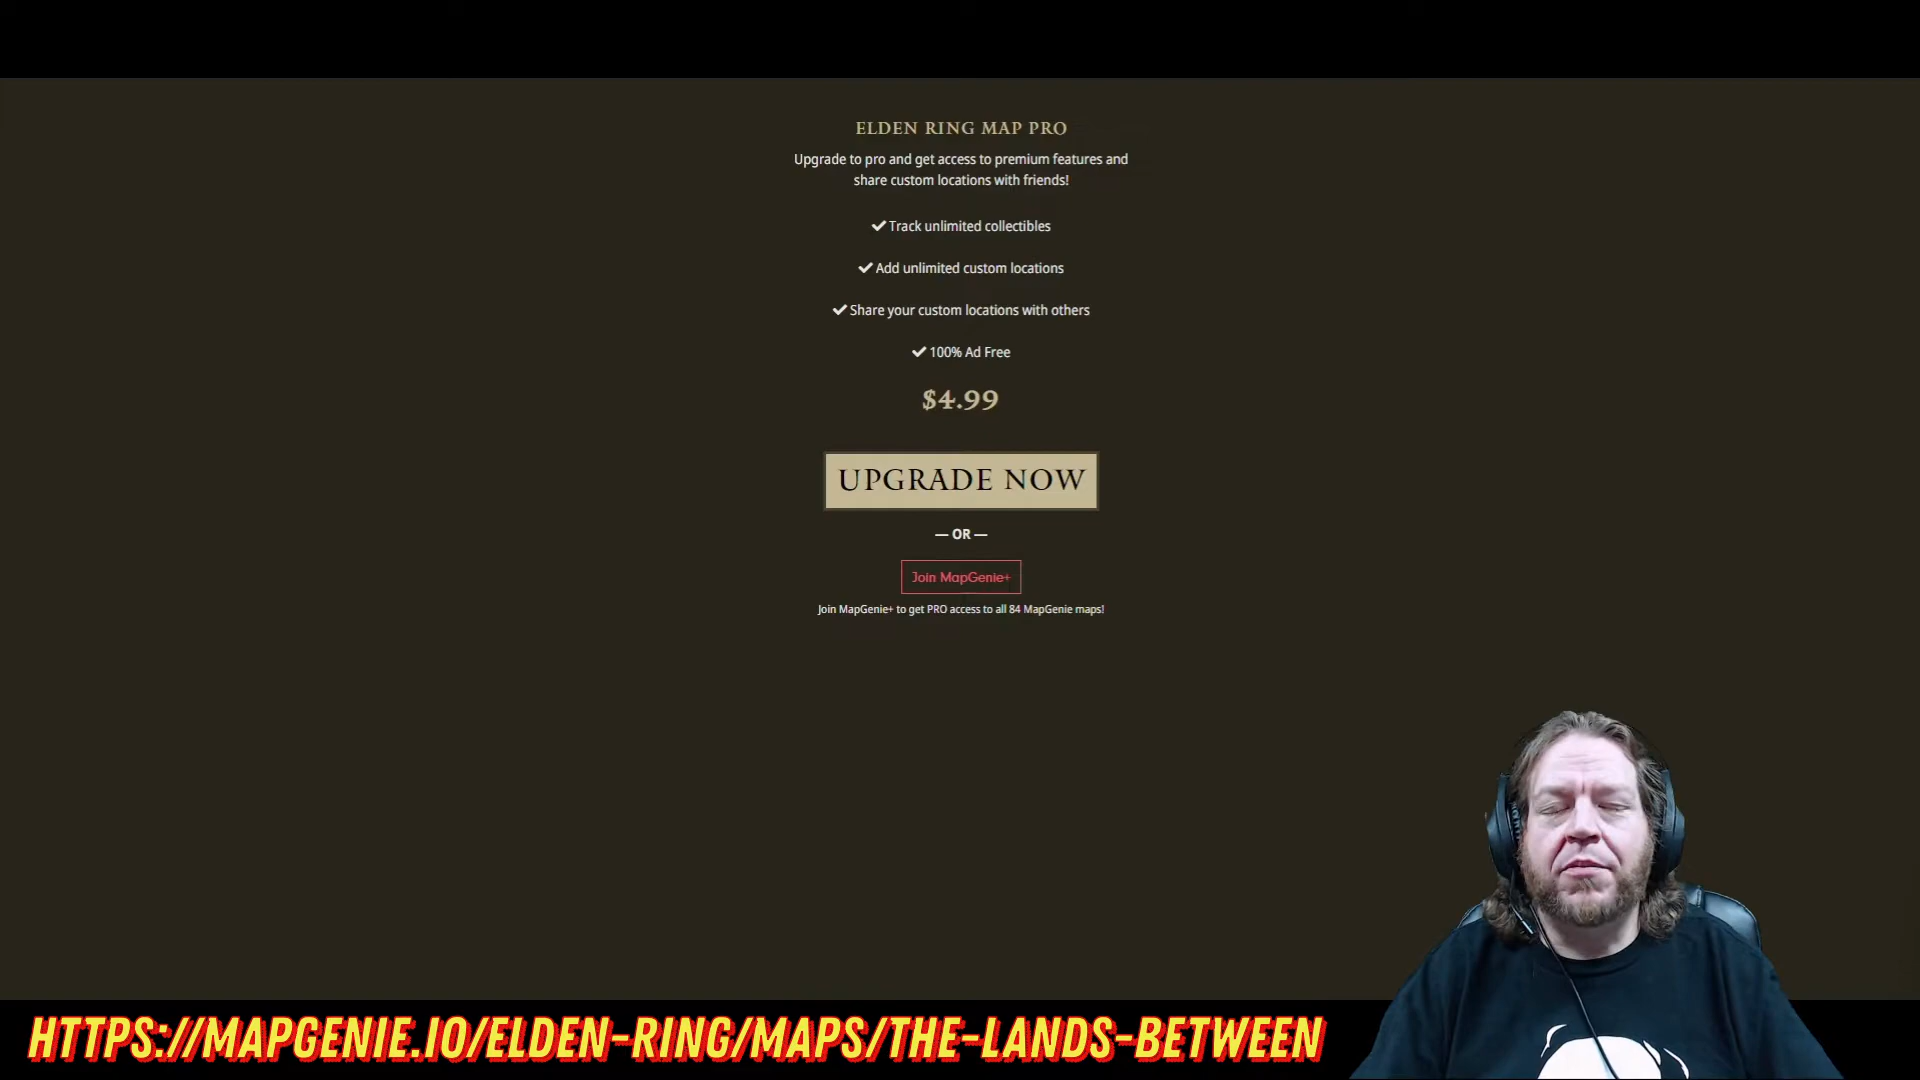 ELDEN RING MAP PRO
Upgrade to pro and get access to premium features and
share custom locations with friends!
Track unlimited collectibles
Add unlimited custom locations
Share your custom locations with others
100% Ad Free
$4.99
UPGRADE NOW
— OR —
Join MapGenie+
Join MapGenie+ to get PRO access to all 84 MapGenie maps!
HTTPS://MAPGENIE.IO/ELDEN-RING/MAPS/THE-LANDS-BETWEEN